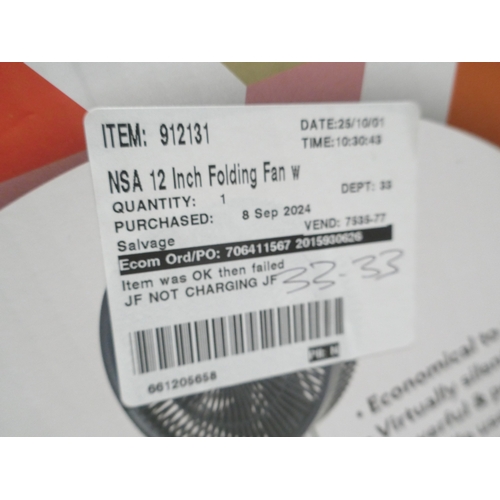 ITEM: 912131
DATE:25/10/01
TIME:10:30:43
NSA 12 Inch Folding Fan w
QUANTITY: 1
DEPT: 33
PURCHASED: 8 Sep 2024
VEND: 7535-77
Salvage
Ecom Ord/PO: 706411567 2015930626
Item was OK then failed
JF NOT CHARGING JF
33-33
661205658
• Economical to
• Virtually silent